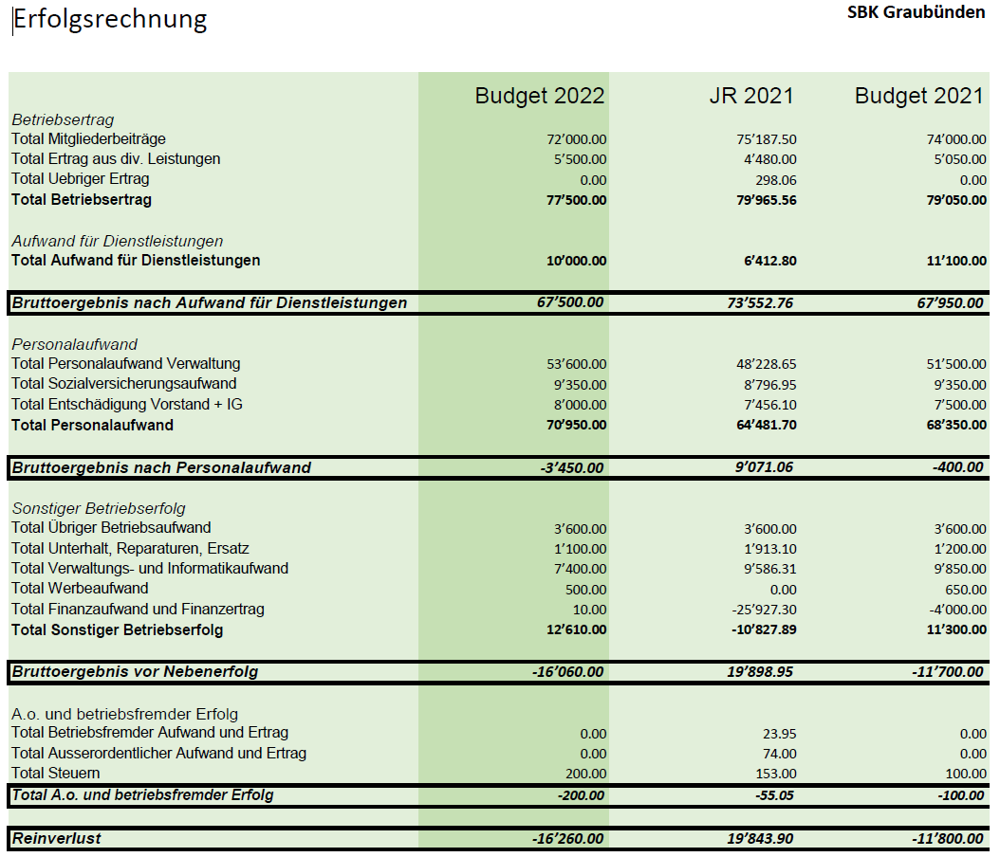 Erfolgsrechnung
SBK Graubünden
Budget 2022 JR 2021 Budget 2021
Betriebsertrag
Total Mitgliederbeiträge 72’000.00 75’187.50 74’000.00
Total Ertrag aus div. Leistungen 5’500.00 4’480.00 5’050.00
Total Uebriger Ertrag 0.00 298.06 0.00
Total Betriebsertrag 77’500.00 79’965.56 79’050.00
Aufwand für Dienstleistungen
Total Aufwand für Dienstleistungen 10’000.00 6’412.80 11’100.00
Bruttoergebnis nach Aufwand für Dienstleistungen 67’500.00 73’552.76 67’950.00
Personalaufwand
Total Personalaufwand Verwaltung 53’600.00 48’228.65 51’500.00
Total Sozialversicherungsaufwand 9’350.00 8’796.95 9’350.00
Total Entschädigung Vorstand + IG 8’000.00 7’456.10 7’500.00
Total Personalaufwand 70’950.00 64’481.70 68’350.00
Bruttoergebnis nach Personalaufwand -3’450.00 9’071.06 -400.00
Sonstiger Betriebserfolg
Total Übriger Betriebsaufwand 3’600.00 3’600.00 3’600.00
Total Unterhalt, Reparaturen, Ersatz 1’100.00 1’913.10 1’200.00
Total Verwaltungs- und Informatikaufwand 7’400.00 9’586.31 9’850.00
Total Werbeaufwand 500.00 0.00 650.00
Total Finanzaufwand und Finanzertrag 10.00 -25’927.30 -4’000.00
Total Sonstiger Betriebserfolg 12’610.00 -10’827.89 11’300.00
Bruttoergebnis vor Nebenerfolg -16’060.00 19’898.95 -11’700.00
A.o. und betriebsfremder Erfolg
Total Betriebsfremder Aufwand und Ertrag 0.00 23.95 0.00
Total Ausserordentlicher Aufwand und Ertrag 0.00 74.00 0.00
Total Steuern 200.00 153.00 100.00
Total A.o. und betriebsfremder Erfolg -200.00 -55.05 -100.00
Reinverlust -16’260.00 19’843.90 -11’800.00